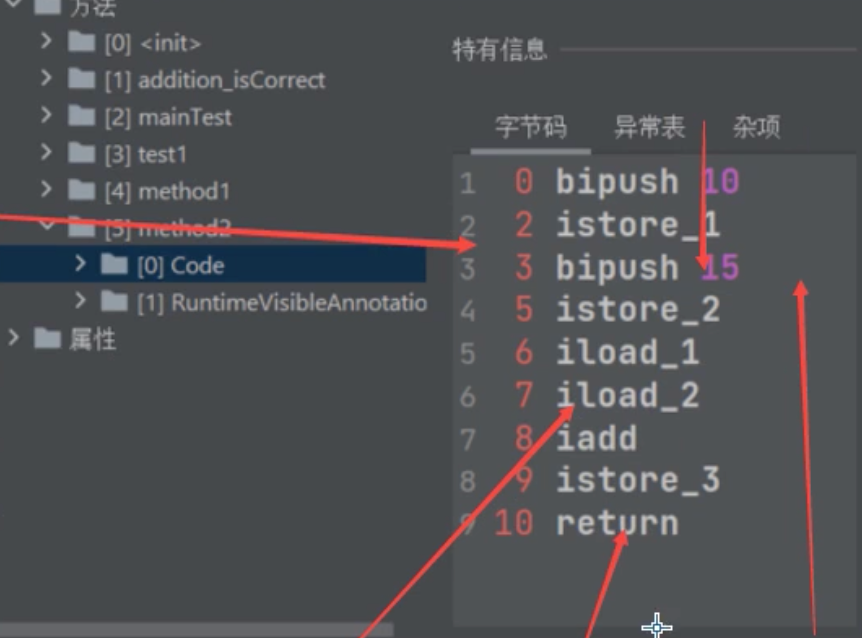 方法
[0] <init>
[1] addition_isCorrect
[2] mainTest
[3] test1
[4] method1
[5] method2
[0] Code
[1] RuntimeVisibleAnnotatio
属性
特有信息
字节码 异常表 杂项
1 0 bipush 10
2 2 istore_1
3 3 bipush 15
4 5 istore_2
5 6 iload_1
6 7 iload_2
7 8 iadd
8 9 istore_3
9 10 return